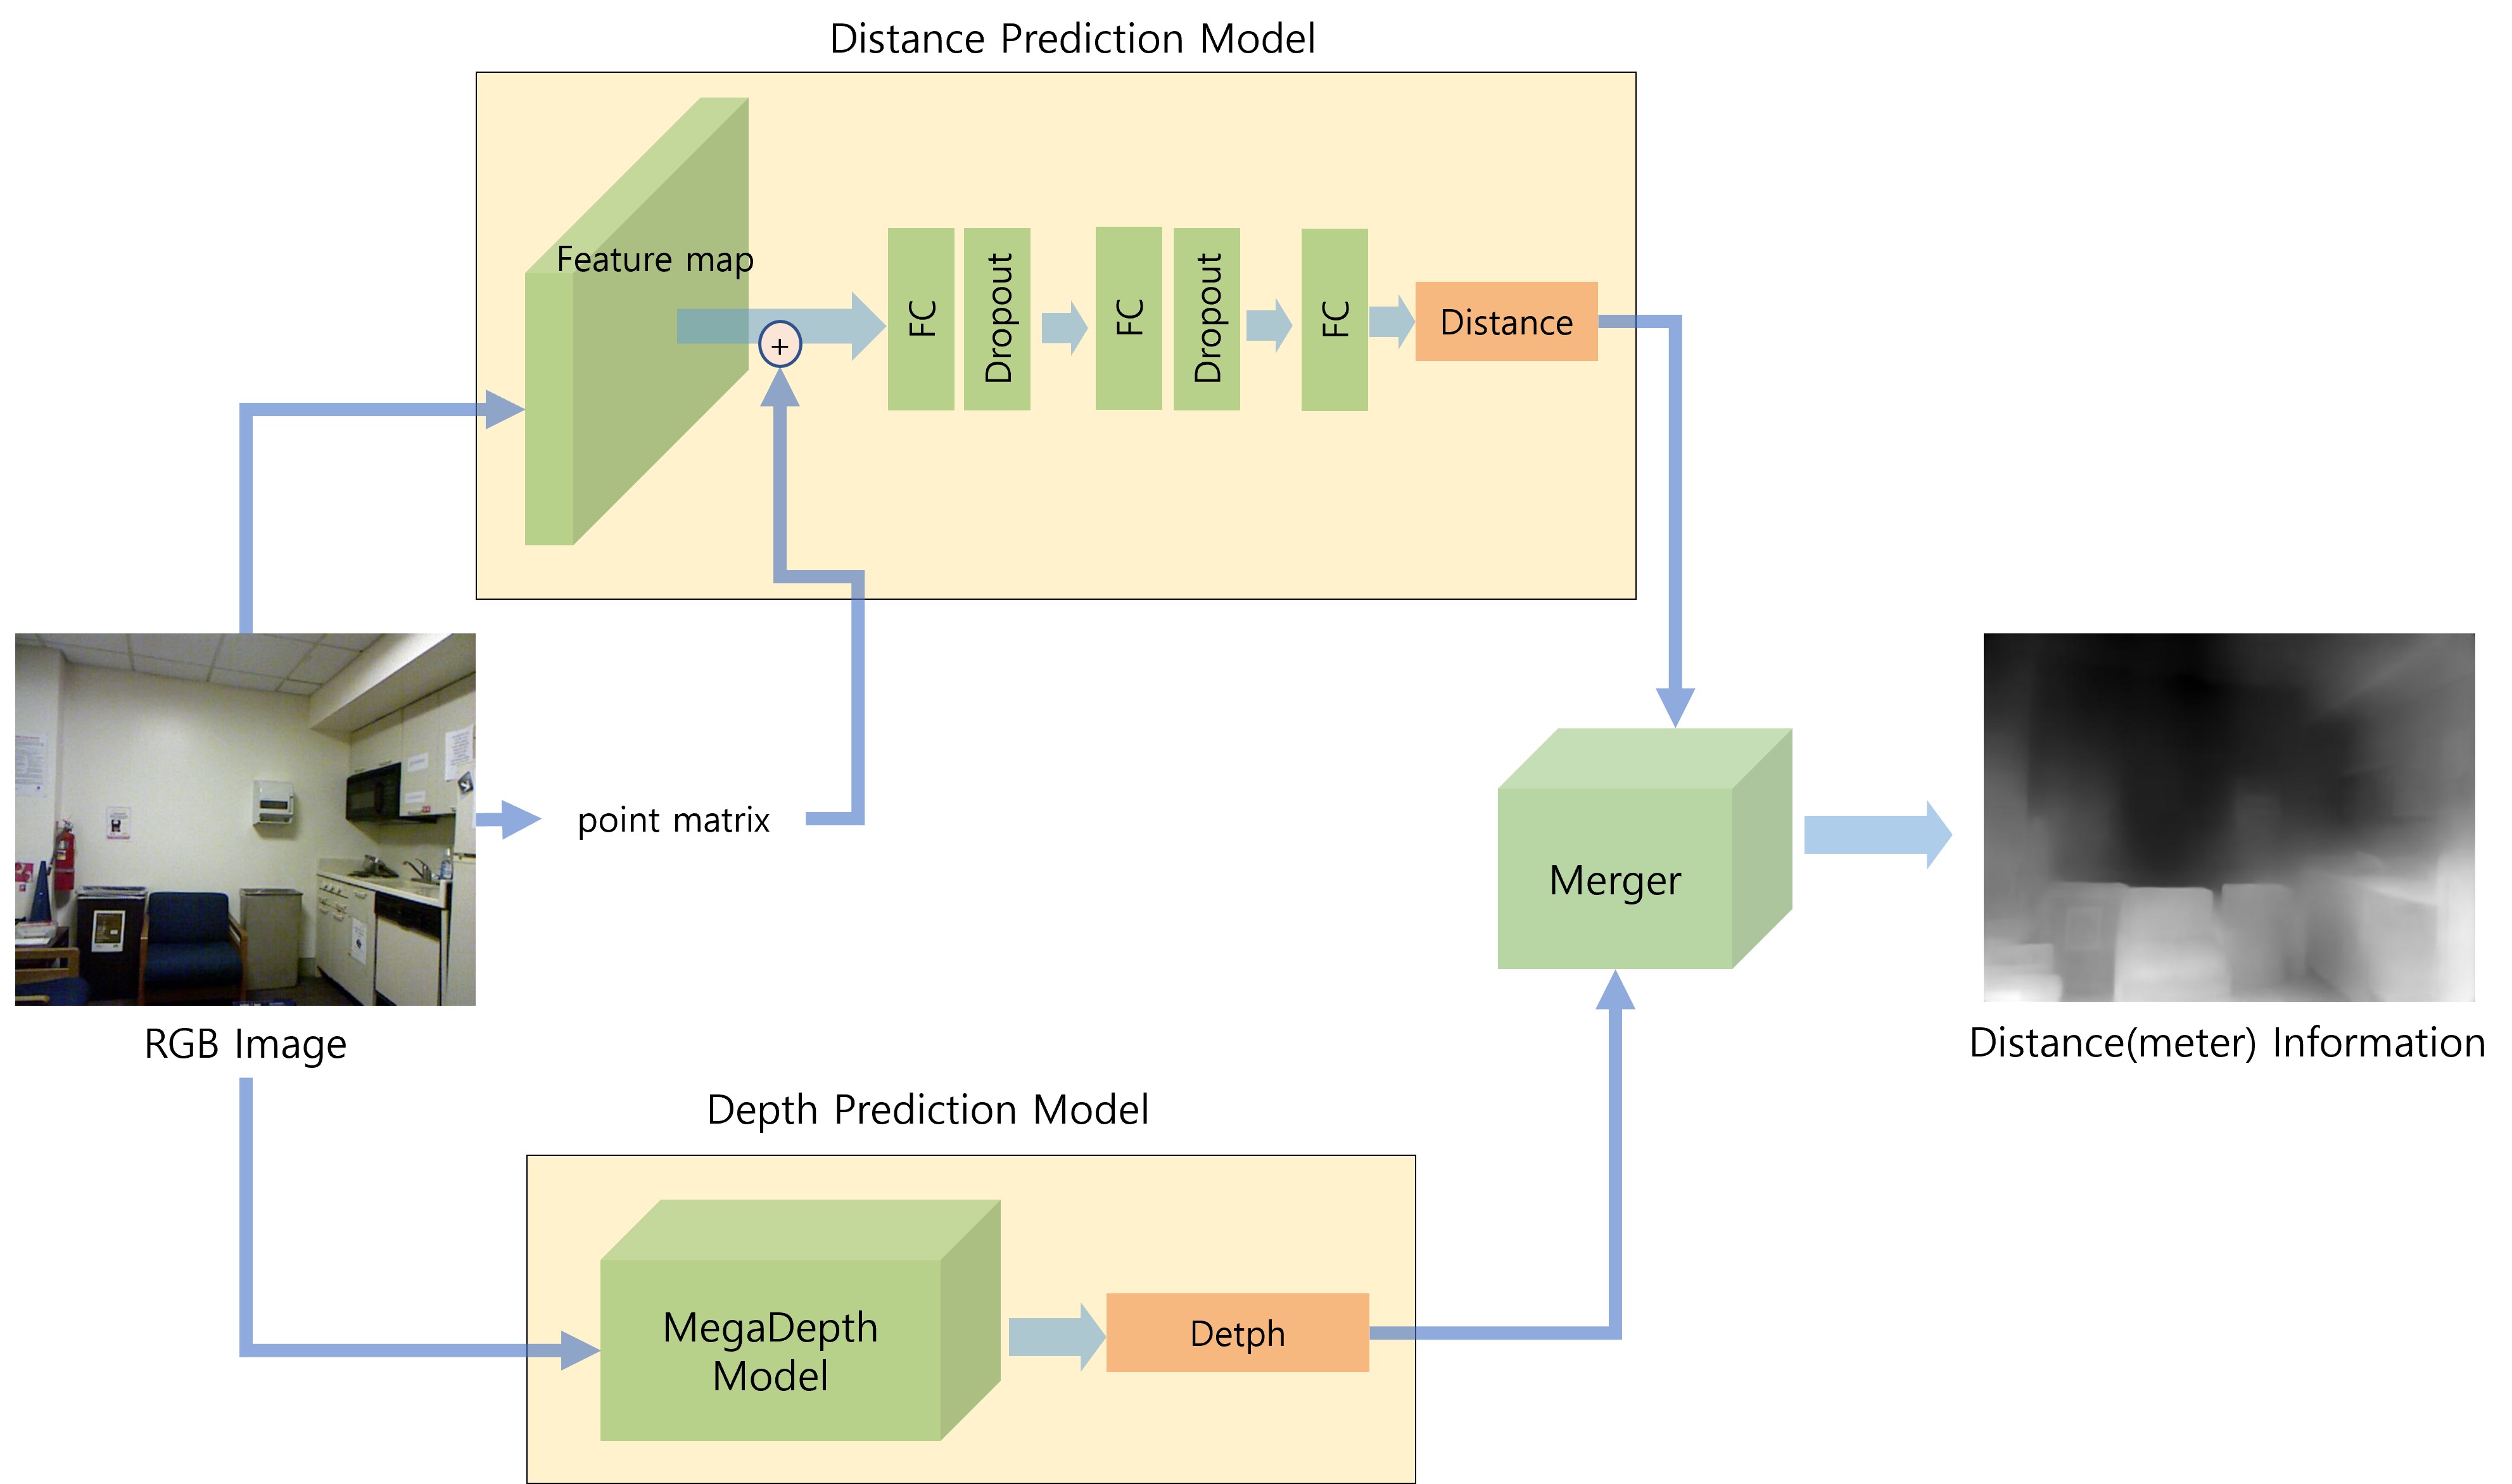 Distance Prediction Model
Feature map
+
FC
Dropout
FC
Dropout
FC
Distance
point matrix
RGB Image
Merger
Distance(meter) Information
Depth Prediction Model
MegaDepth
Model
Detph